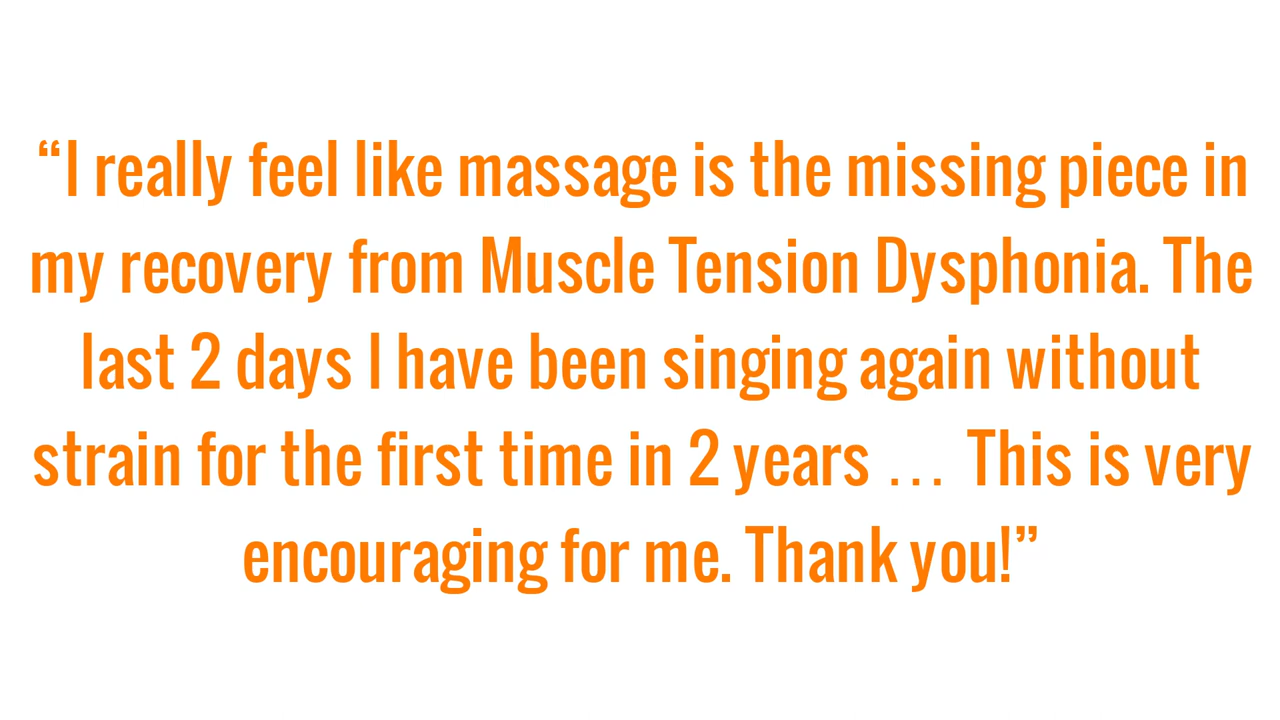 “I really feel like massage is the missing piece in
my recovery from Muscle Tension Dysphonia. The
last 2 days I have been singing again without
strain for the first time in 2 years … This is very
encouraging for me. Thank you!”